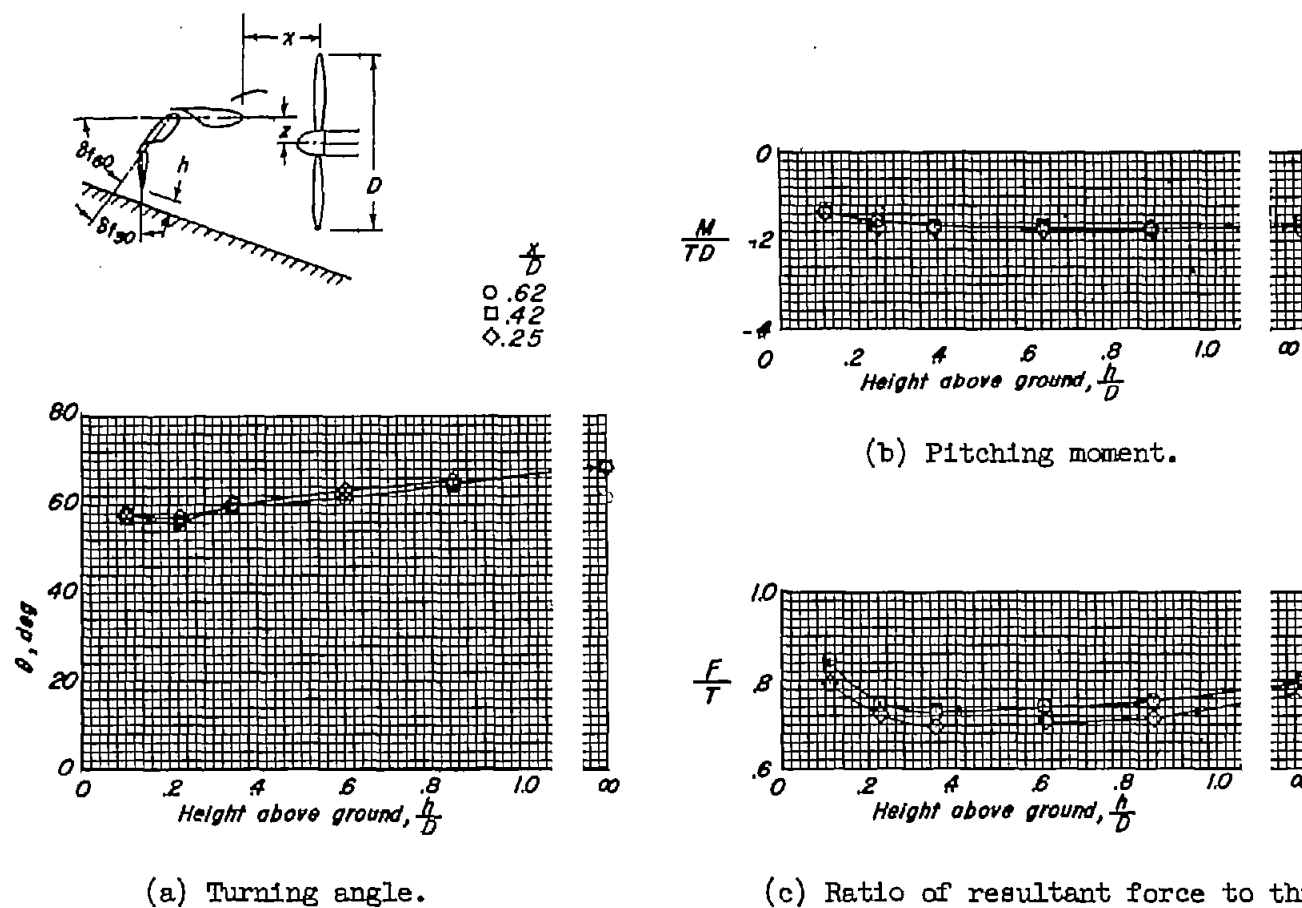 x
z
D
h
δf60
δf30
x/D
○ .62
□ .42
◇ .25
θ, deg
80
60
40
20
0
0 .2 .4 .6 .8 1.0 ∞
Height above ground, h/D
(a) Turning angle.
M/TD
0
-.2
-.4
0 .2 .4 .6 .8 1.0 ∞
Height above ground, h/D
(b) Pitching moment.
F/T
1.0
.8
.6
0 .2 .4 .6 .8 1.0
Height above ground, h/D
(c) Ratio of resultant force to